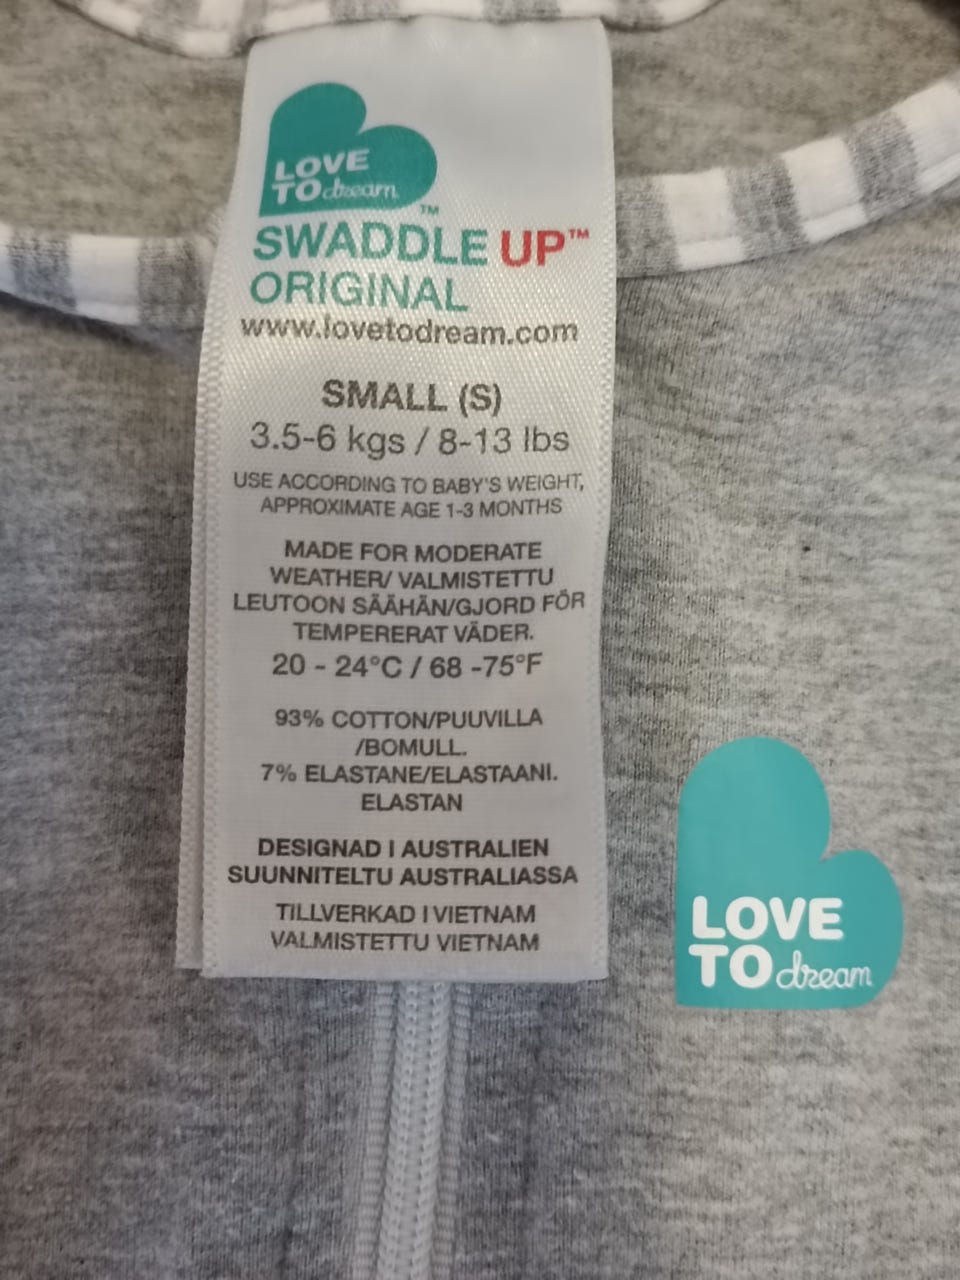 LOVE
TO dream
™
SWADDLE UP™
ORIGINAL
www.lovetodream.com
SMALL (S)
3.5-6 kgs / 8-13 lbs
USE ACCORDING TO BABY'S WEIGHT,
APPROXIMATE AGE 1-3 MONTHS
MADE FOR MODERATE
WEATHER/ VALMISTETTU
LEUTOON SÄÄHÄN/GJORD FÖR
TEMPERERAT VÄDER.
20 - 24°C / 68 -75°F
93% COTTON/PUUVILLA
/BOMULL.
7% ELASTANE/ELASTAANI.
ELASTAN
DESIGNAD I AUSTRALIEN
SUUNNITELTU AUSTRALIASSA
TILLVERKAD I VIETNAM
VALMISTETTU VIETNAM
LOVE
TO dream